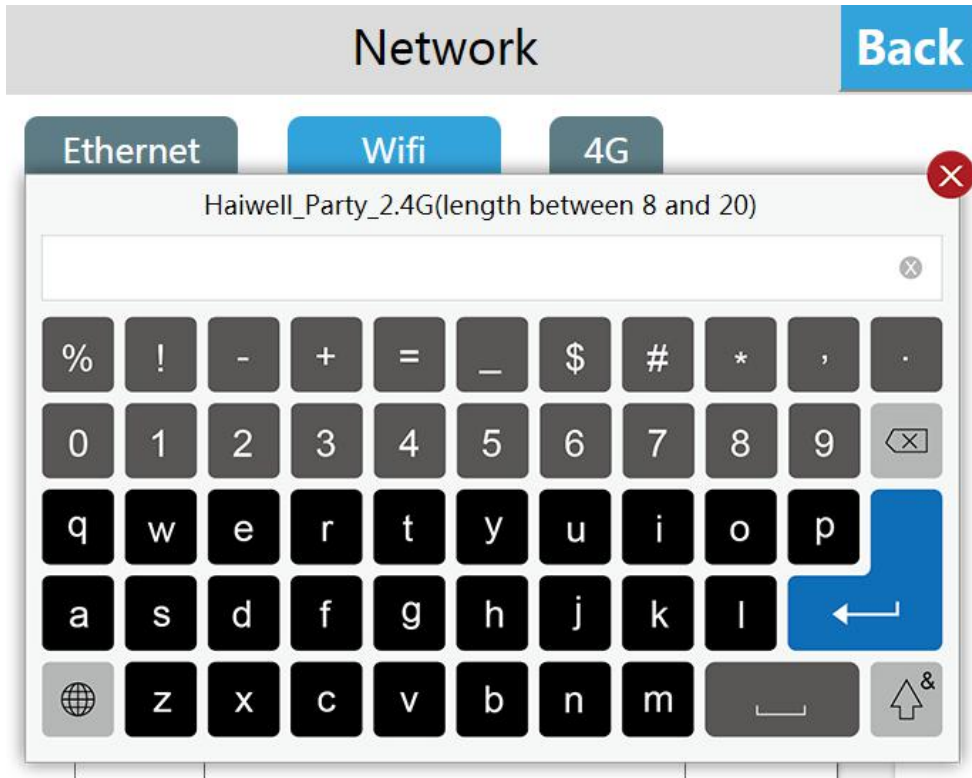 Network Back
Ethernet Wifi 4G
Haiwell_Party_2.4G(length between 8 and 20)
% ! - + = _ $ # * , .
0 1 2 3 4 5 6 7 8 9
q w e r t y u i o p
a s d f g h j k l
z x c v b n m &